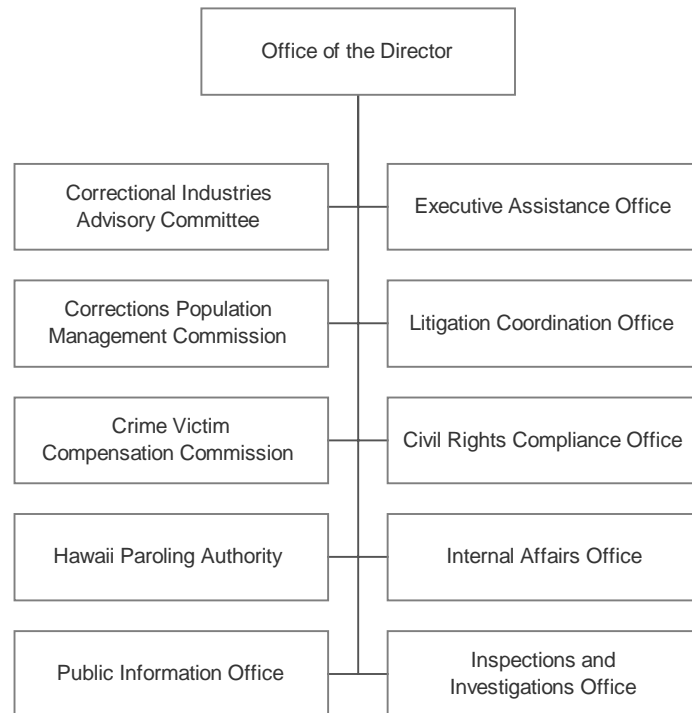 Office of the Director
Correctional Industries
Advisory Committee
Executive Assistance Office
Corrections Population
Management Commission
Litigation Coordination Office
Crime Victim
Compensation Commission
Civil Rights Compliance Office
Hawaii Paroling Authority
Internal Affairs Office
Public Information Office
Inspections and
Investigations Office